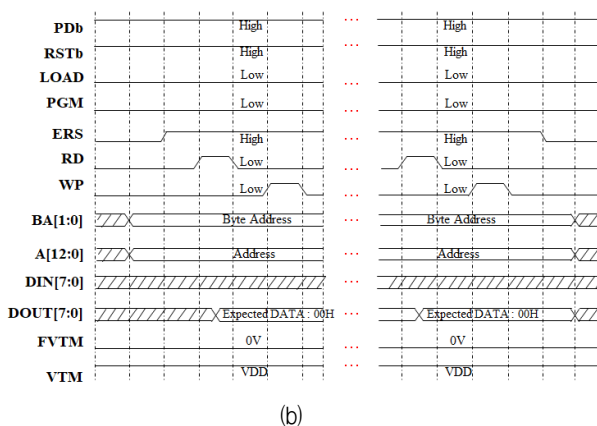 PDb High ... High
RSTb High ... High
LOAD Low ... Low
PGM Low ... Low
ERS High ... High
RD Low ... Low
WP Low ... Low
BA[1:0] Byte Address ... Byte Address
A[12:0] Address ... Address
DIN[7:0] ...
DOUT[7:0] Expected DATA : 00H ... Expected DATA : 00H
FVTM 0V ... 0V
VTM VDD ... VDD
(b)